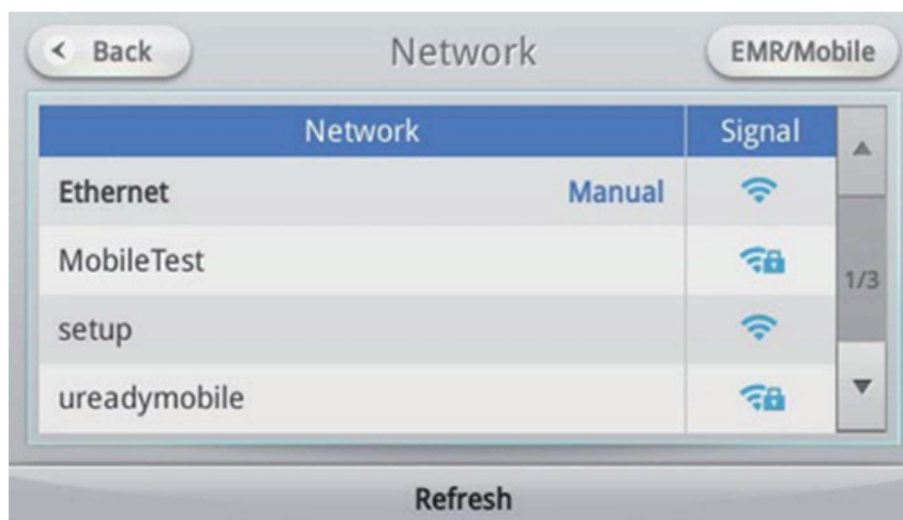 Back Network EMR/Mobile
Network Signal
Ethernet Manual
MobileTest
1/3
setup
ureadymobile
Refresh